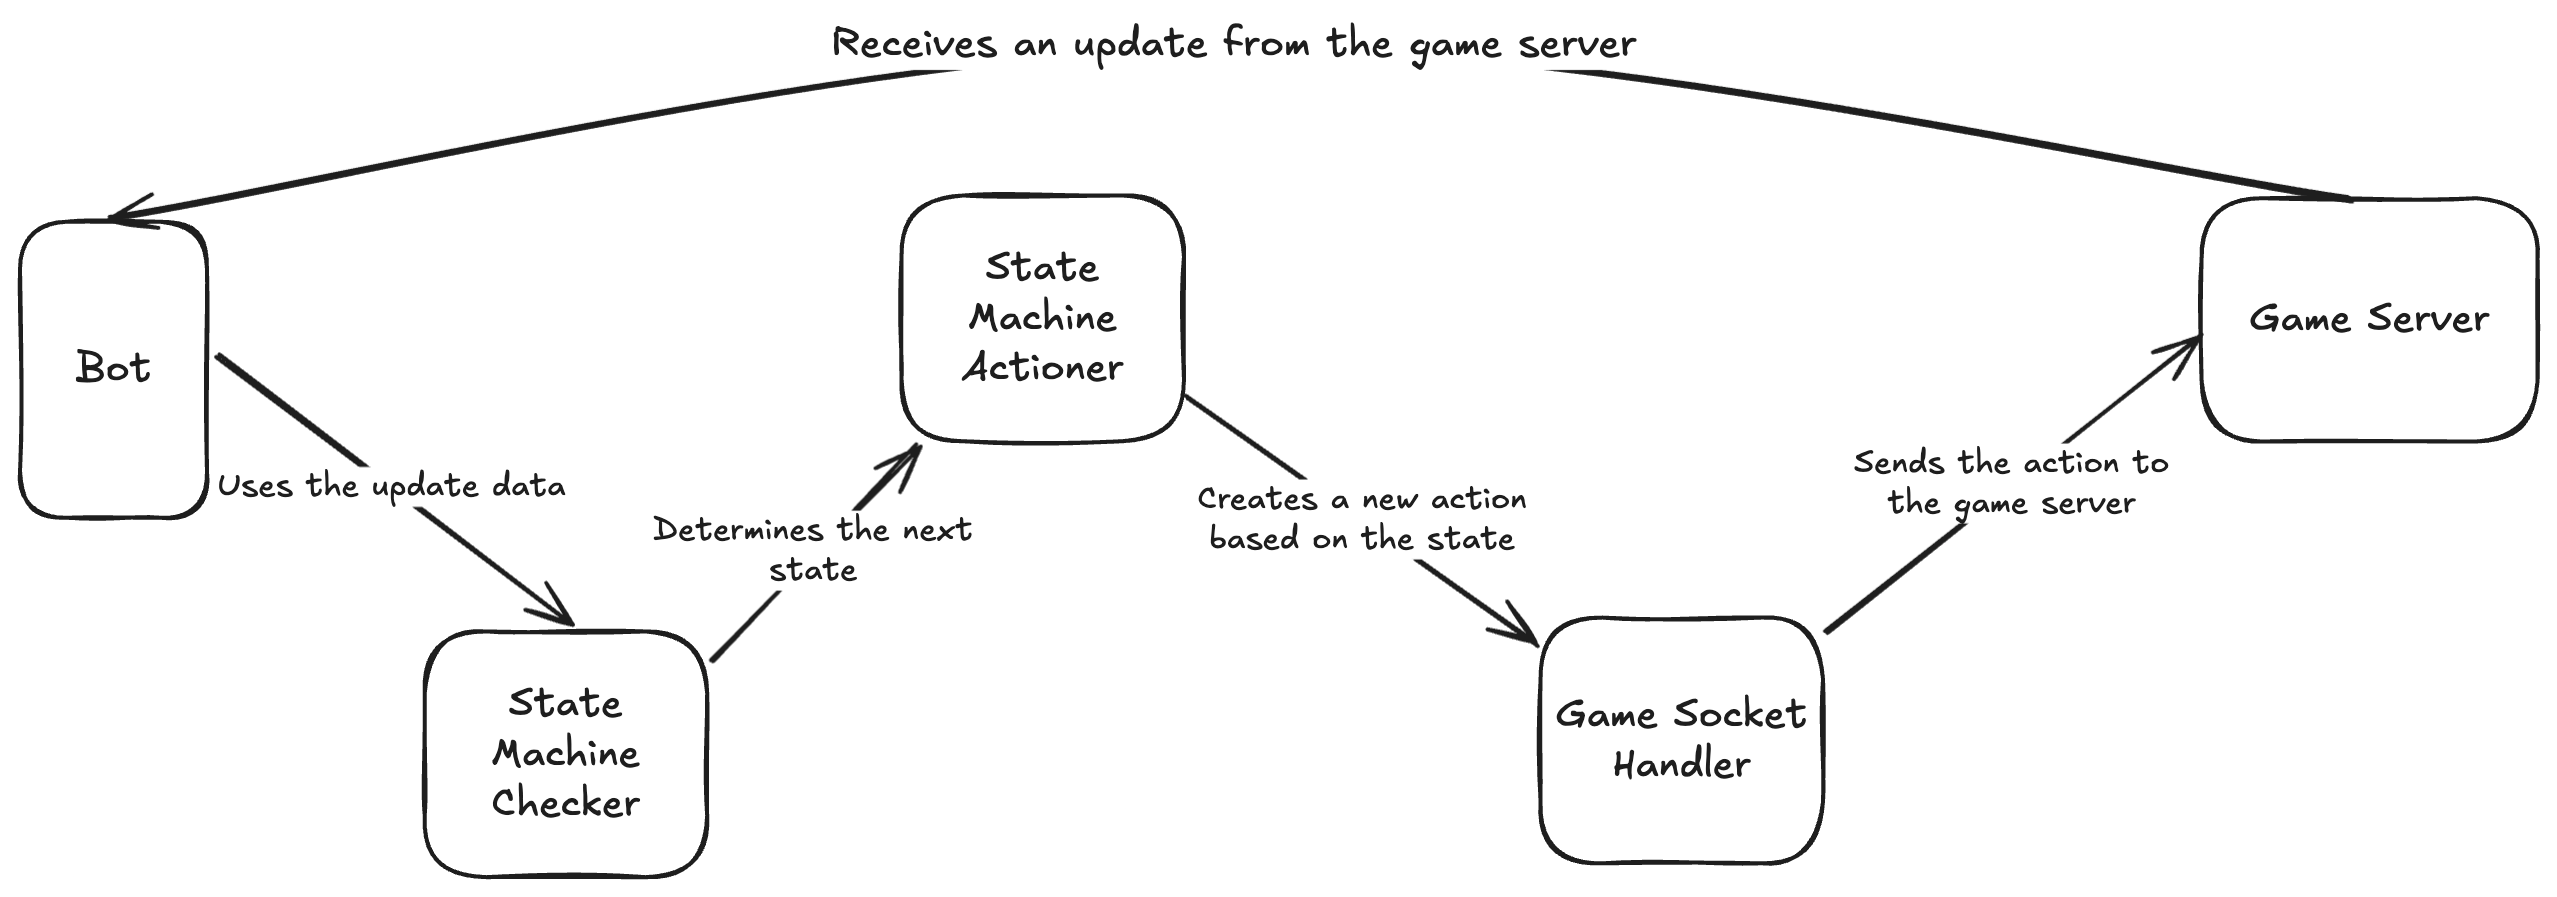 Receives an update from the game server
Bot
Uses the update data
State
Machine
Checker
Determines the next
state
State
Machine
Actioner
Creates a new action
based on the state
Game Socket
Handler
Sends the action to
the game server
Game Server